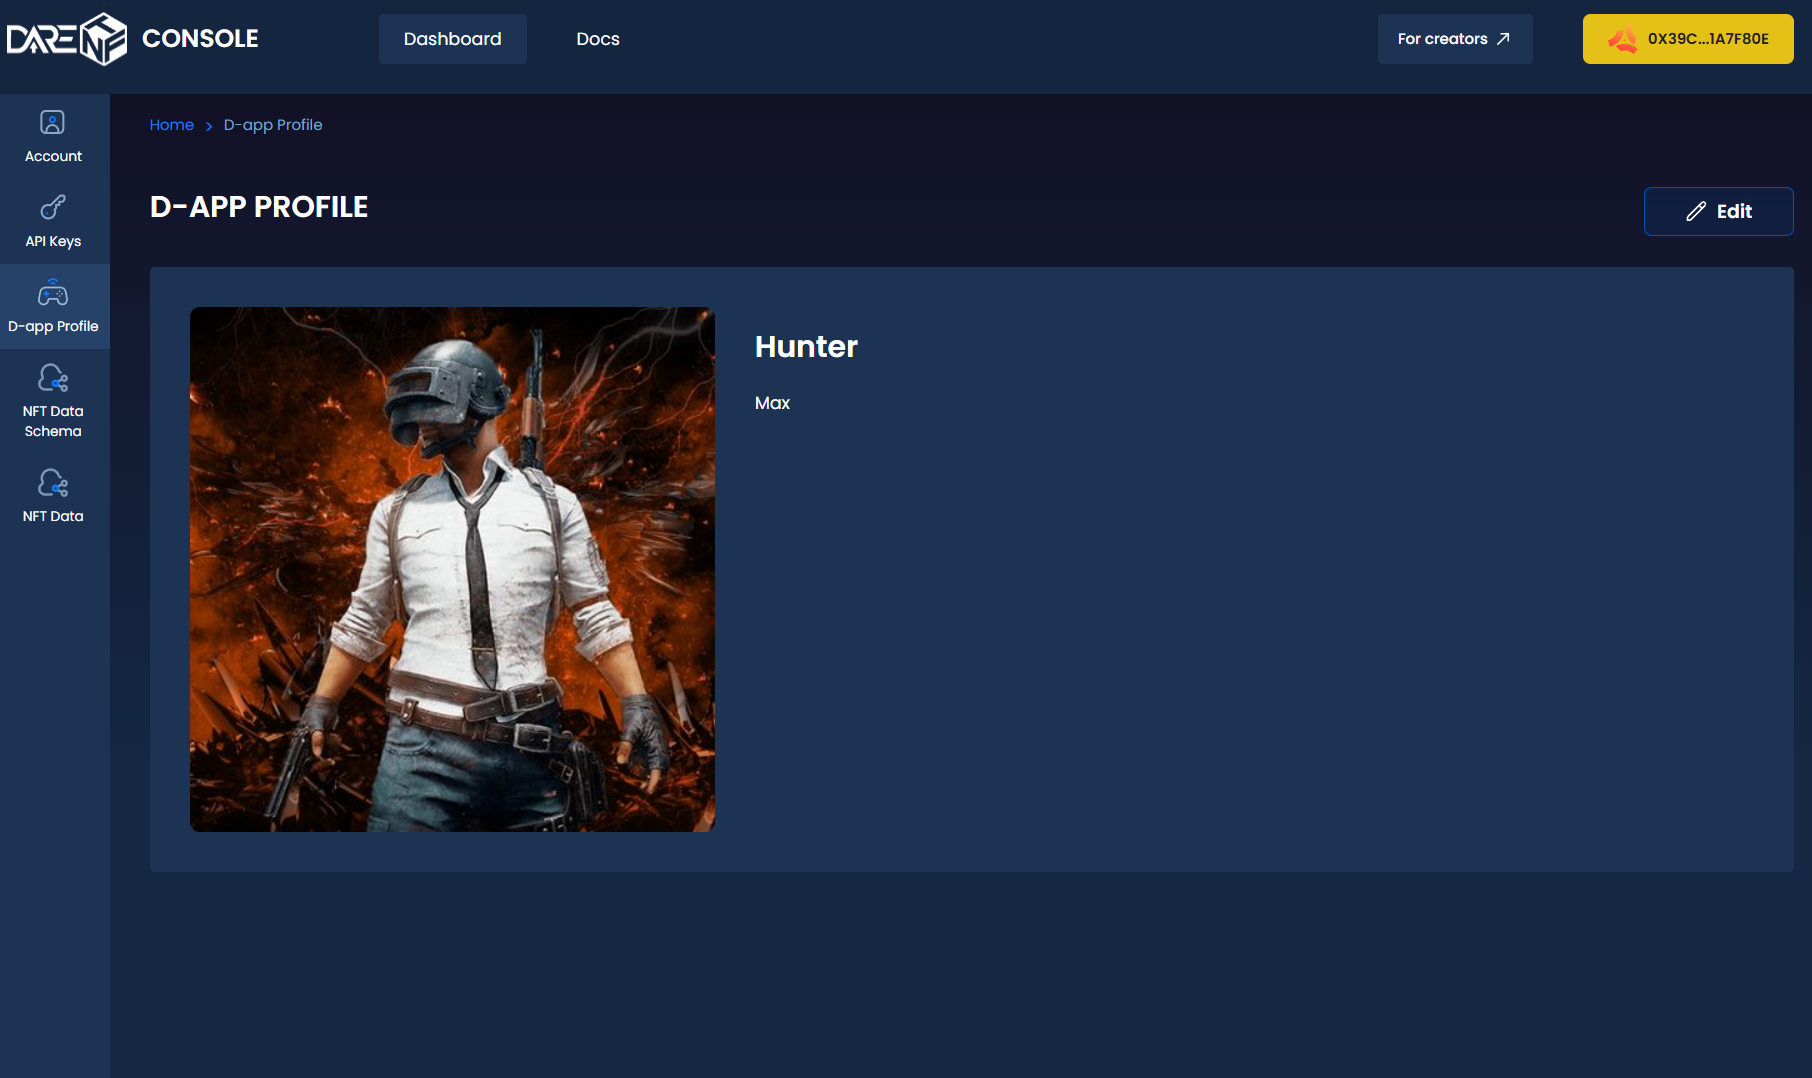 DARE NFT CONSOLE
Dashboard
Docs
For creators
0X39C...1A7F80E
Account
API Keys
D-app Profile
NFT Data
Schema
NFT Data
Home > D-app Profile
D-APP PROFILE
Edit
Hunter
Max